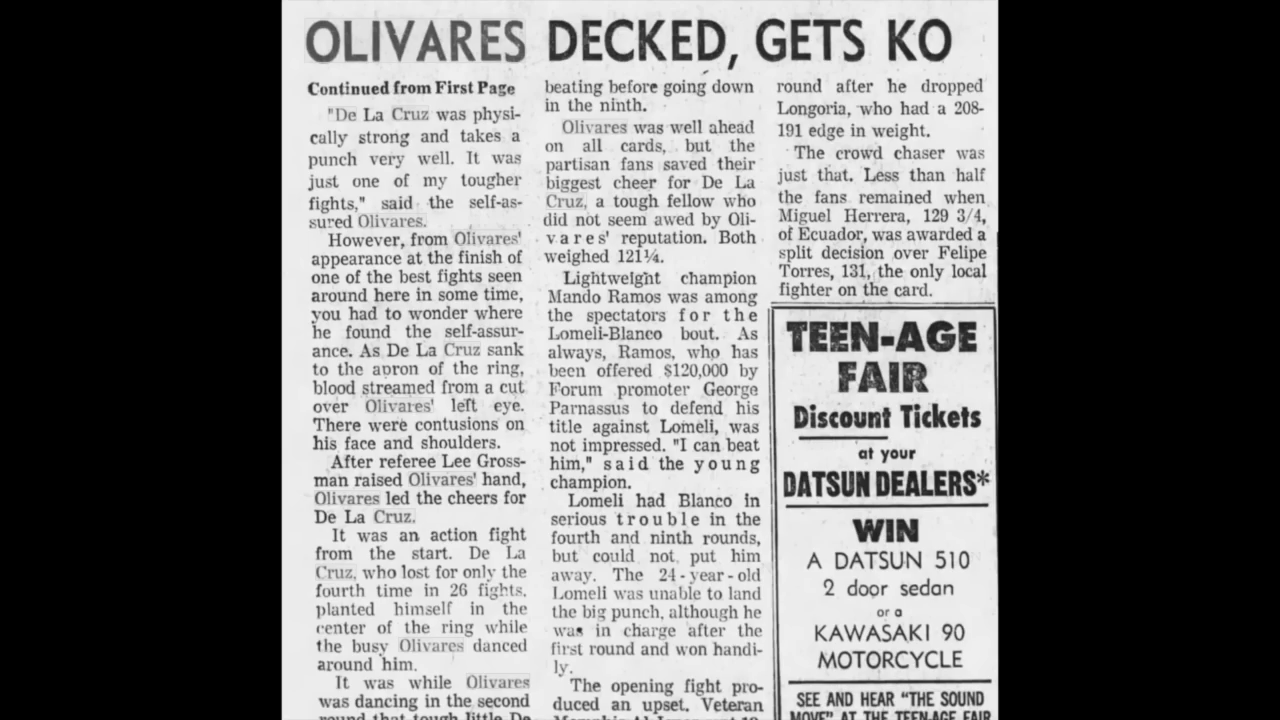 OLIVARES DECKED, GETS KO
Continued from First Page
"De La Cruz was physi-
cally strong and takes a
punch very well. It was
just one of my tougher
fights," said the self-as-
sured Olivares.
However, from Olivares'
appearance at the finish of
one of the best fights seen
around here in some time,
you had to wonder where
he found the self-assur-
ance. As De La Cruz sank
to the apron of the ring,
blood streamed from a cut
over Olivares' left eye.
There were contusions on
his face and shoulders.
After referee Lee Gross-
man raised Olivares' hand,
Olivares led the cheers for
De La Cruz.
It was an action fight
from the start. De La
Cruz, who lost for only the
fourth time in 26 fights,
planted himself in the
center of the ring while
the busy Olivares danced
around him.
It was while Olivares
was dancing in the second
round that tough little De
beating before going down
in the ninth.
Olivares was well ahead
on all cards, but the
partisan fans saved their
biggest cheer for De La
Cruz, a tough fellow who
did not seem awed by Oli-
vares' reputation. Both
weighed 121¼.
Lightweight champion
Mando Ramos was among
the spectators for the
Lomeli-Blanco bout. As
always, Ramos, who has
been offered $120,000 by
Forum promoter George
Parnassus to defend his
title against Lomeli, was
not impressed. "I can beat
him," said the young
champion.
Lomeli had Blanco in
serious trouble in the
fourth and ninth rounds,
but could not put him
away. The 24-year-old
Lomeli was unable to land
the big punch, although he
was in charge after the
first round and won handi-
ly.
The opening fight pro-
duced an upset. Veteran
round after he dropped
Longoria, who had a 208-
191 edge in weight.
The crowd chaser was
just that. Less than half
the fans remained when
Miguel Herrera, 129 3/4,
of Ecuador, was awarded a
split decision over Felipe
Torres, 131, the only local
fighter on the card.
TEEN-AGE
FAIR
Discount Tickets
at your
DATSUN DEALERS*
WIN
A DATSUN 510
2 door sedan
or a
KAWASAKI 90
MOTORCYCLE
SEE AND HEAR "THE SOUND
MOVE" AT THE TEEN-AGE FAIR